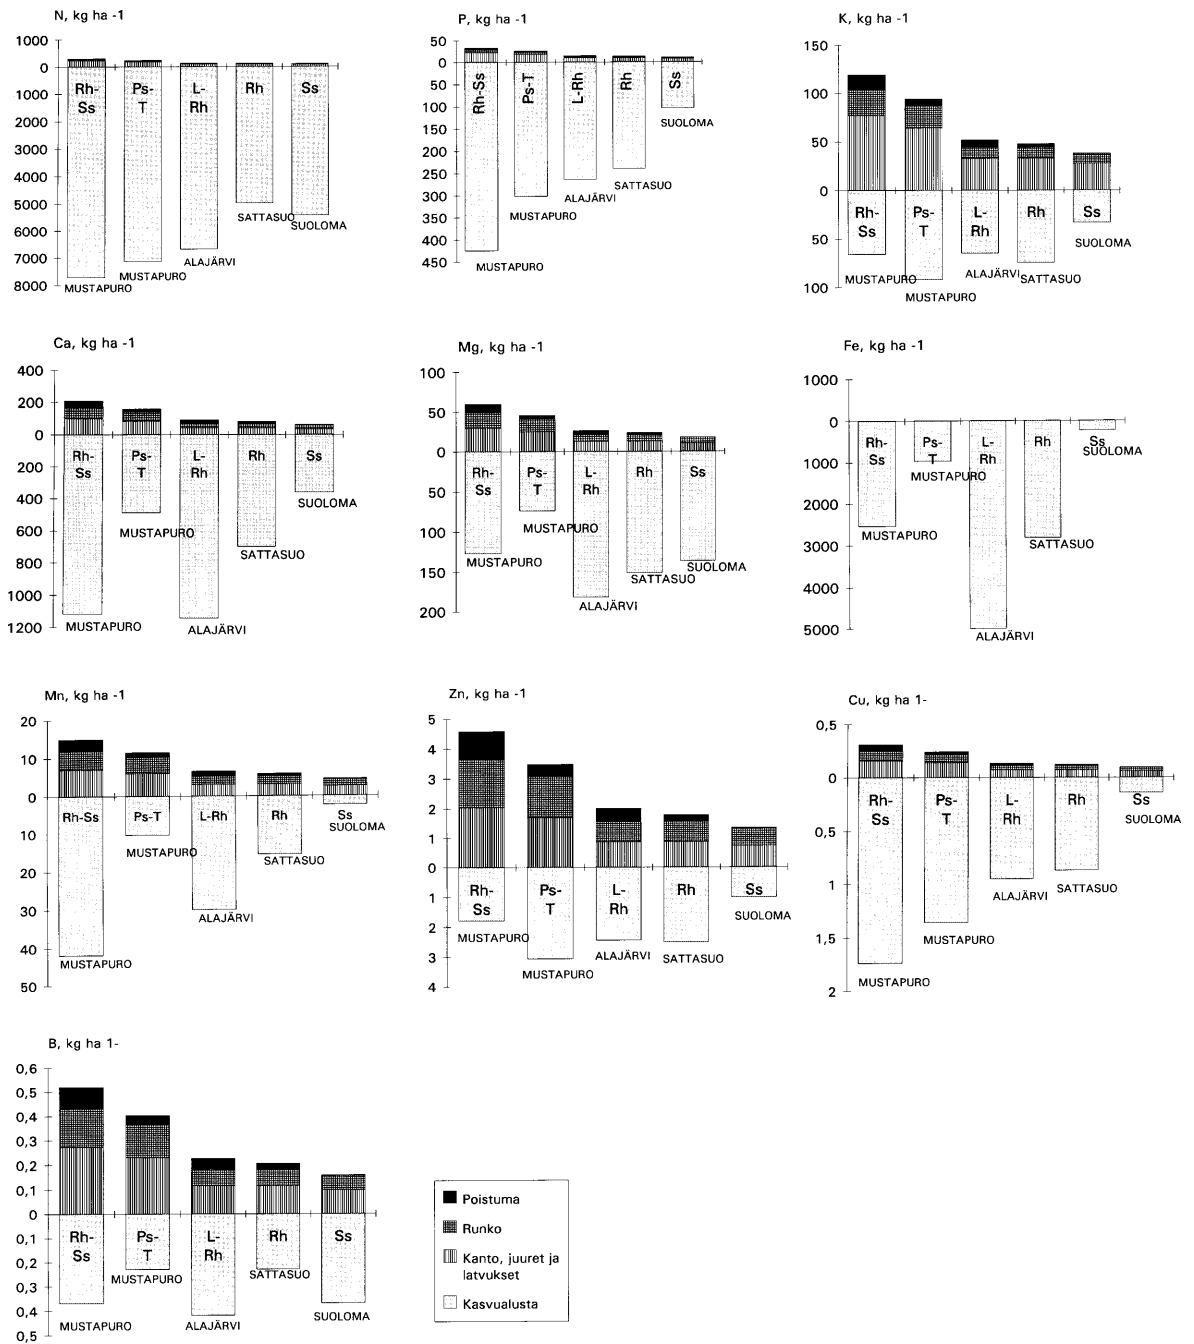 N, kg ha -1
1000
0
1000
2000
3000
4000
5000
6000
7000
8000
Rh-
Ss
Ps-
T
L-
Rh
Rh
Ss
MUSTAPURO
MUSTAPURO
ALAJÄRVI
SATTASUO
SUOLOMA
P, kg ha -1
50
0
50
100
150
200
250
300
350
400
450
Rh-Ss
Ps-T
L-Rh
Rh
Ss
MUSTAPURO
MUSTAPURO
ALAJÄRVI
SATTASUO
SUOLOMA
K, kg ha -1
150
100
50
0
50
100
Rh-
Ss
Ps-
T
L-
Rh
Rh
Ss
MUSTAPURO
MUSTAPURO
ALAJÄRVI
SATTASUO
SUOLOMA
Ca, kg ha -1
400
200
0
200
400
600
800
1000
1200
Rh-
Ss
Ps-
T
L-
Rh
Rh
Ss
MUSTAPURO
MUSTAPURO
ALAJÄRVI
SATTASUO
SUOLOMA
Mg, kg ha -1
100
50
0
50
100
150
200
Rh-
Ss
Ps-
T
L-
Rh
Rh
Ss
MUSTAPURO
MUSTAPURO
ALAJÄRVI
SATTASUO
SUOLOMA
Fe, kg ha -1
1000
0
1000
2000
3000
4000
5000
Rh-
Ss
Ps-
T
L-
Rh
Rh
Ss
MUSTAPURO
MUSTAPURO
ALAJÄRVI
SATTASUO
SUOLOMA
Mn, kg ha -1
20
10
0
10
20
30
40
50
Rh-Ss
Ps-T
L-Rh
Rh
Ss
MUSTAPURO
MUSTAPURO
ALAJÄRVI
SATTASUO
SUOLOMA
Zn, kg ha -1
5
4
3
2
1
0
1
2
3
4
Rh-
Ss
Ps-
T
L-
Rh
Rh
Ss
MUSTAPURO
MUSTAPURO
ALAJÄRVI
SATTASUO
SUOLOMA
Cu, kg ha 1-
0,5
0
0,5
1
1,5
2
Rh-
Ss
Ps-
T
L-
Rh
Rh
Ss
MUSTAPURO
MUSTAPURO
ALAJÄRVI
SATTASUO
SUOLOMA
B, kg ha 1-
0,6
0,5
0,4
0,3
0,2
0,1
0
0,1
0,2
0,3
0,4
0,5
Rh-
Ss
Ps-
T
L-
Rh
Rh
Ss
MUSTAPURO
MUSTAPURO
ALAJÄRVI
SATTASUO
SUOLOMA
Poistuma
Runko
Kanto, juuret ja
latvukset
Kasvualusta